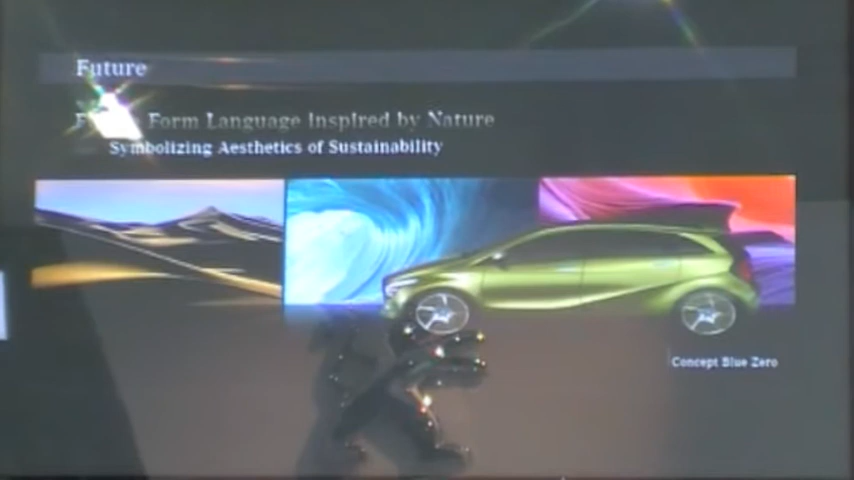 Future
Form Language Inspired by Nature
Symbolizing Aesthetics of Sustainability
Concept Blue Zero